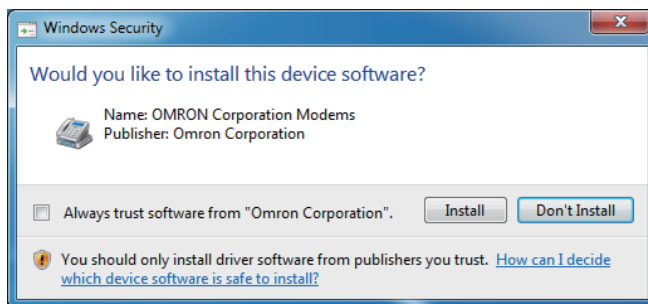 Windows Security
Would you like to install this device software?
Name: OMRON Corporation Modems
Publisher: Omron Corporation
Always trust software from "Omron Corporation".
Install
Don't Install
You should only install driver software from publishers you trust. How can I decide
which device software is safe to install?